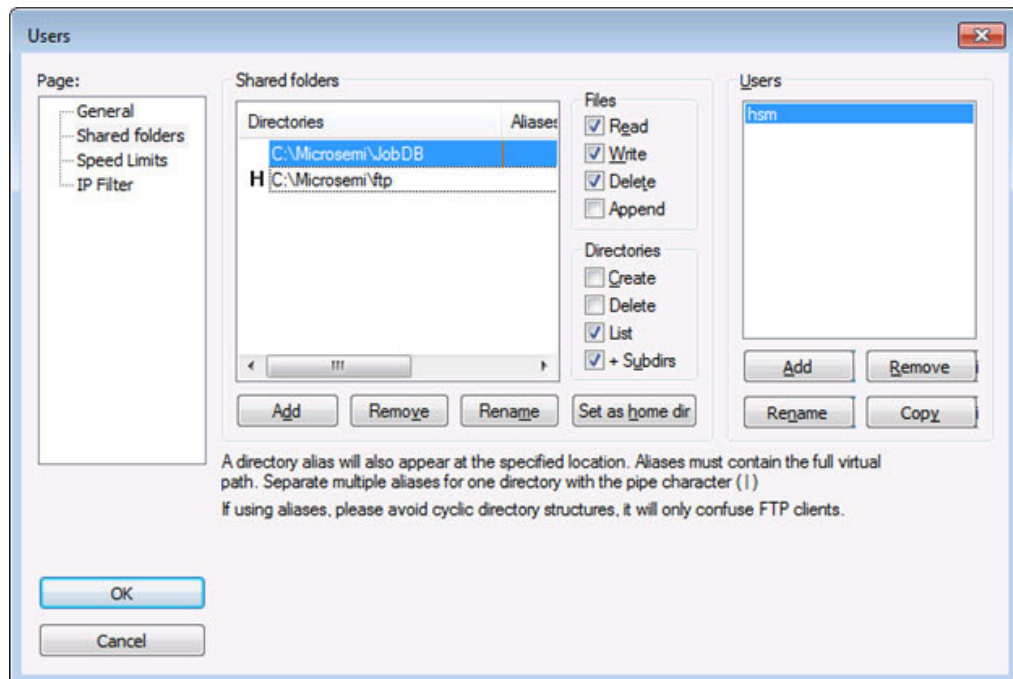 Users
Page:
General
Shared folders
Speed Limits
IP Filter
Shared folders
Directories Aliases
C:\Microsemi\JobDB
H C:\Microsemi\ftp
Add Remove Rename Set as home dir
Files
Read
Write
Delete
Append
Directories
Create
Delete
List
+ Subdirs
Users
hsm
Add Remove
Rename Copy
A directory alias will also appear at the specified location. Aliases must contain the full virtual
path. Separate multiple aliases for one directory with the pipe character ( | )
If using aliases, please avoid cyclic directory structures, it will only confuse FTP clients.
OK
Cancel